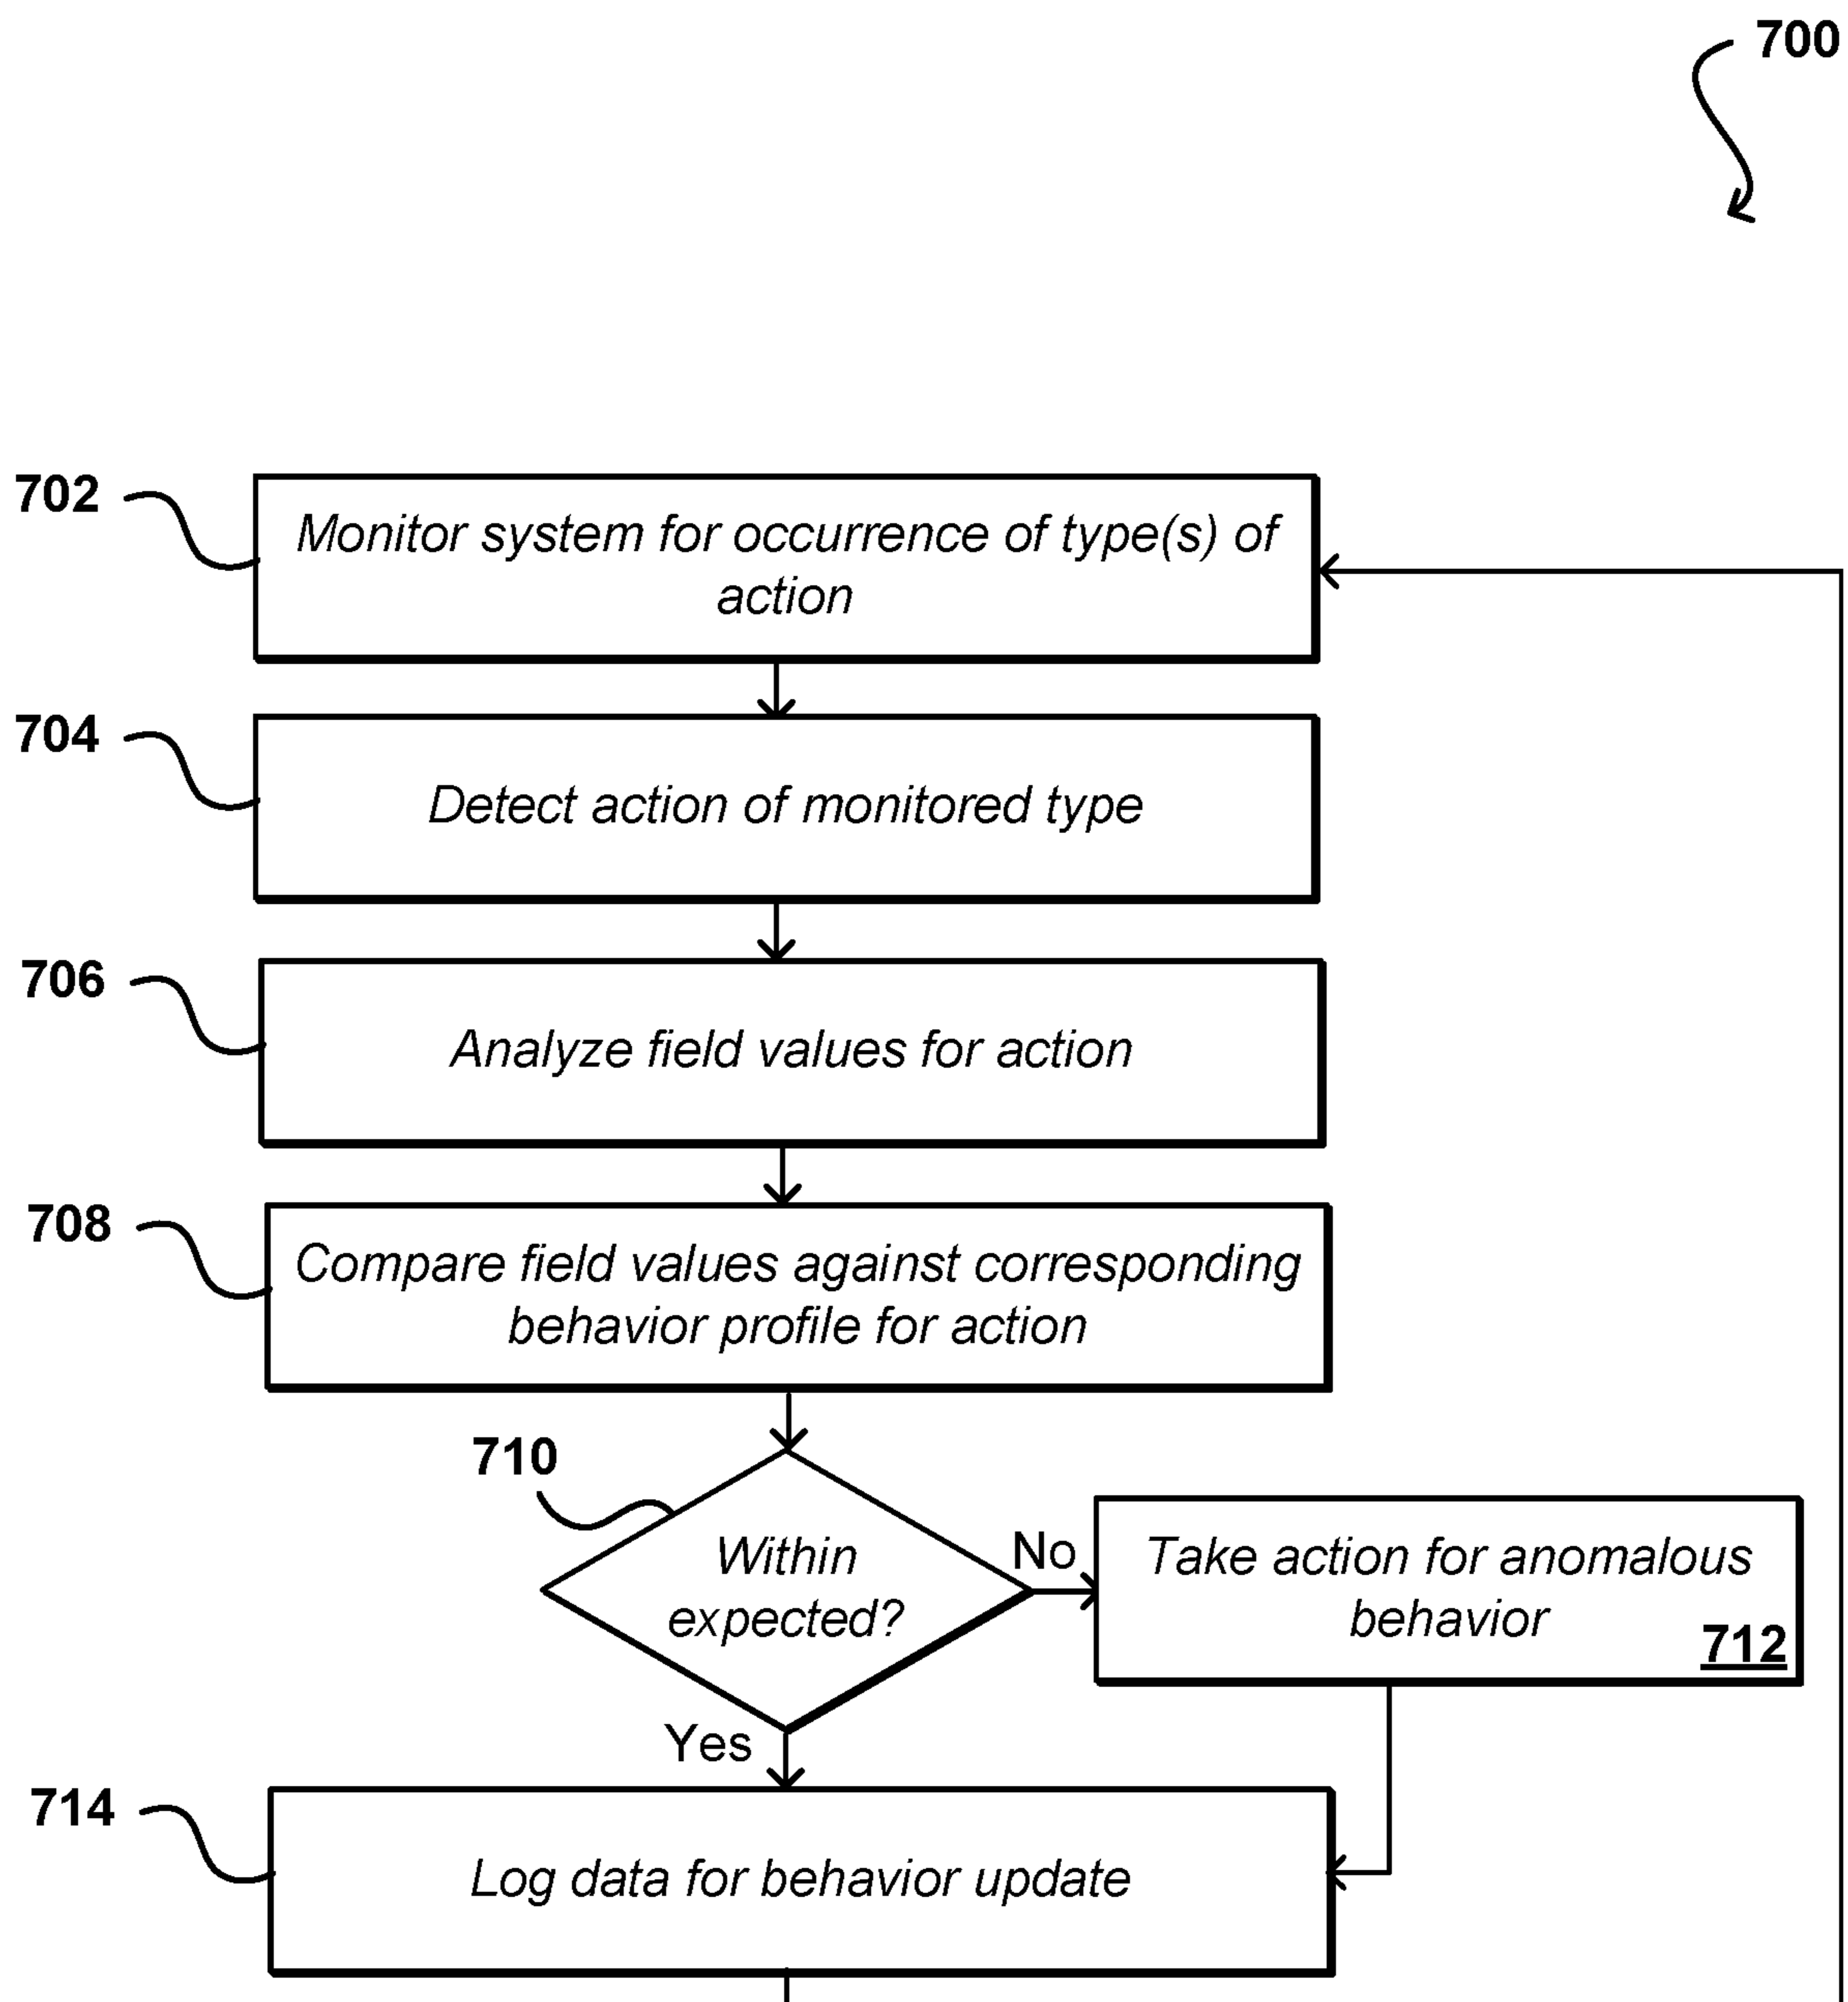 700
702
Monitor system for occurrence of type(s) of
action
704
Detect action of monitored type
706
Analyze field values for action
708
Compare field values against corresponding
behavior profile for action
710
Within
expected?
No
Take action for anomalous
behavior
712
Yes
714
Log data for behavior update